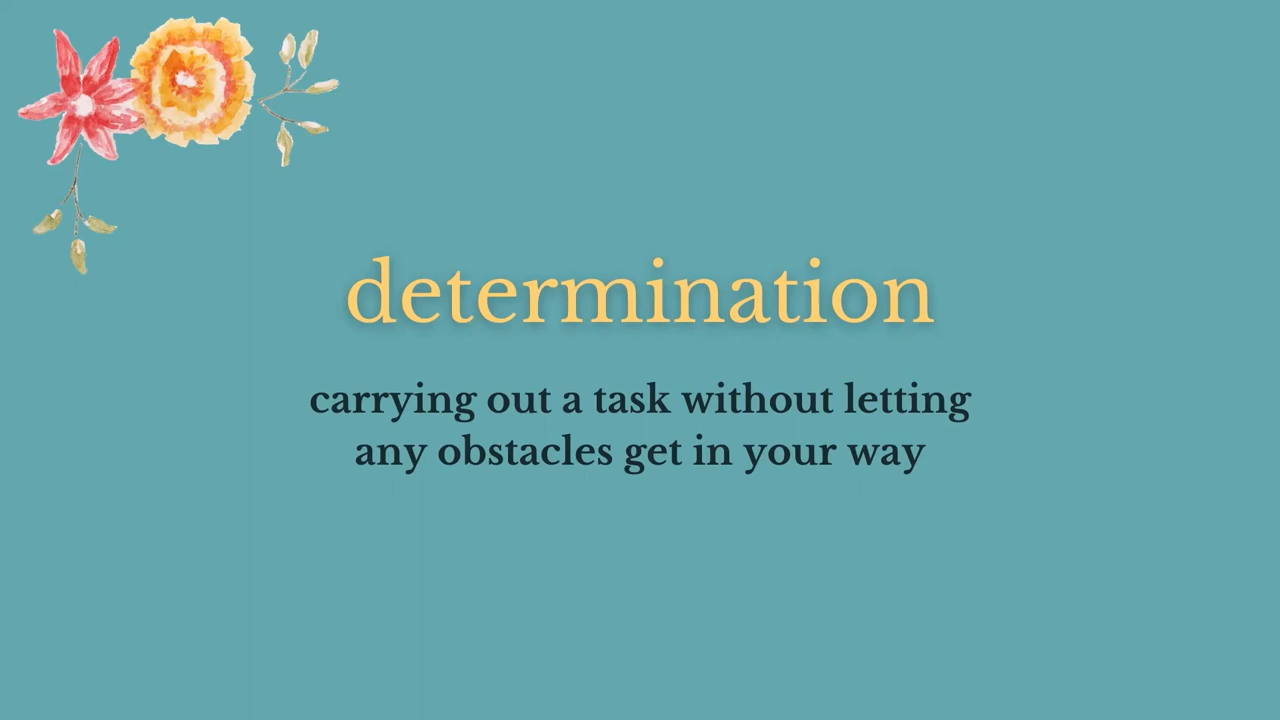 determination
carrying out a task without letting
any obstacles get in your way